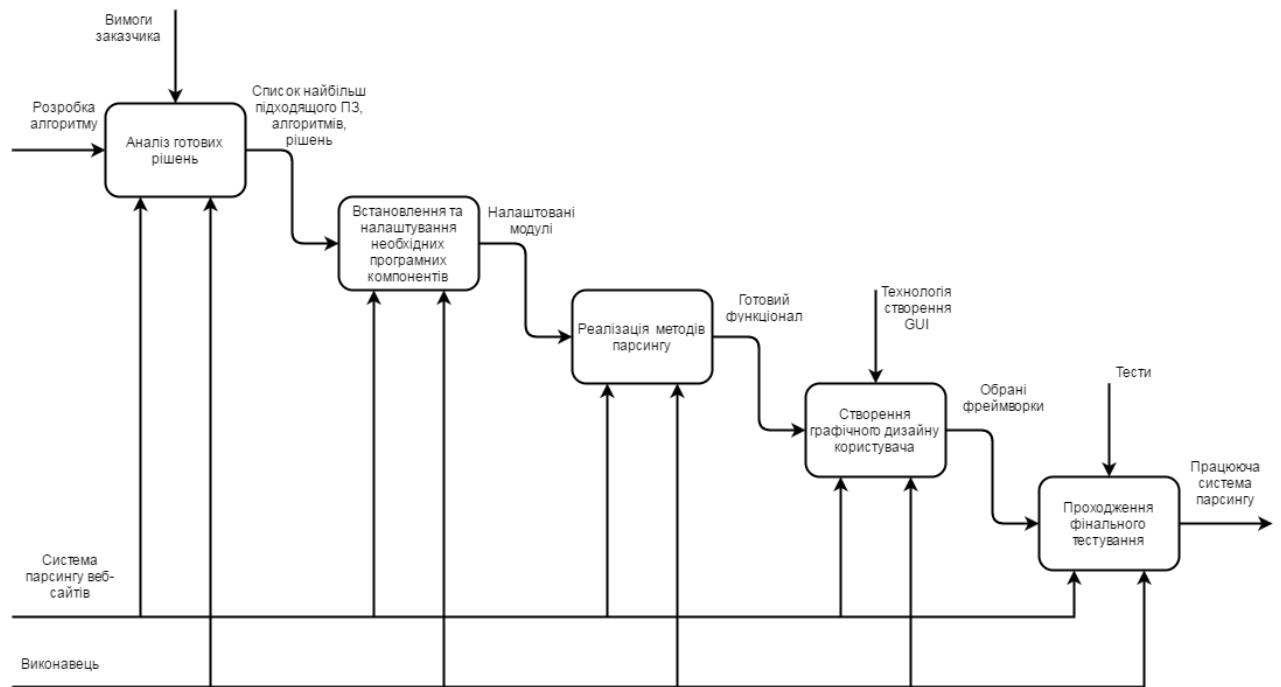 Вимоги
заказчика
Розробка
алгоритму
Аналіз готових
рішень
Список найбільш
підходящого ПЗ,
алгоритмів,
рішень
Встановлення та
налаштування
необхідних
програмних
компонентів
Налаштовані
модулі
Реалізація методів
парсингу
Готовий
функціонал
Технологія
створення
GUI
Створення
графічного дизайну
користувача
Обрані
фреймворки
Тести
Проходження
фінального
тестування
Працююча
система
парсингу
Система
парсингу веб-
сайтів
Виконавець